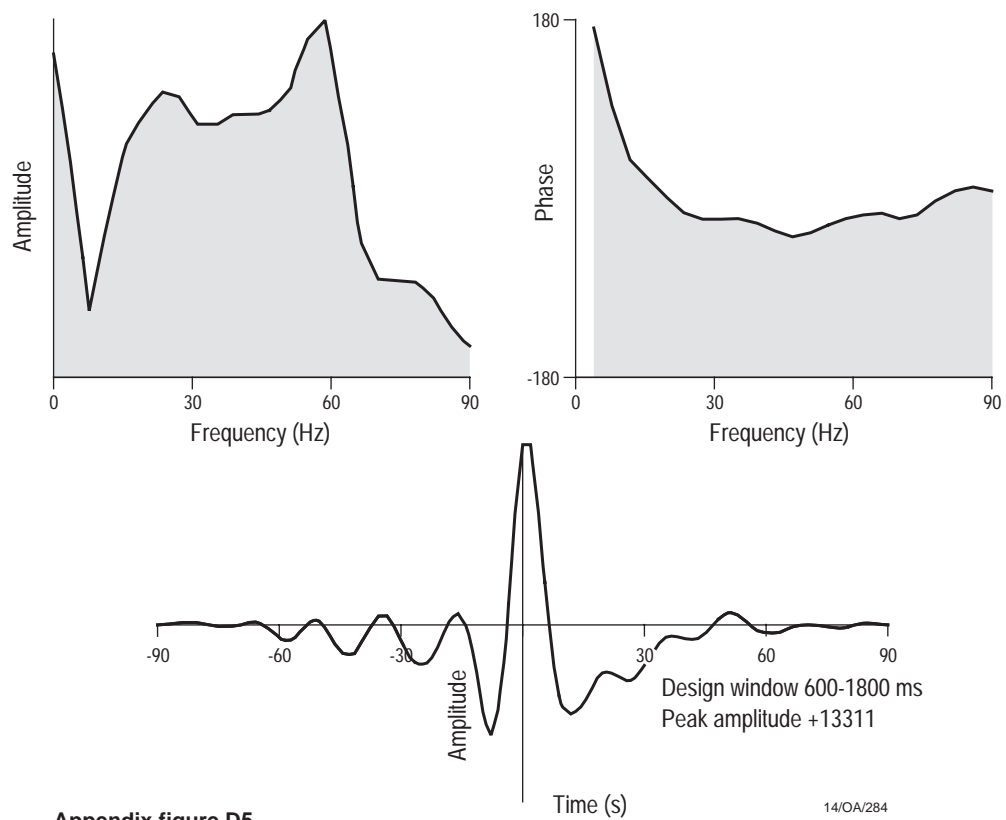 Amplitude
0
30
60
90
Frequency (Hz)
180
Phase
-180
0
30
60
90
Frequency (Hz)
-90
-60
-30
30
60
90
Amplitude
Design window 600-1800 ms
Peak amplitude +13311
Time (s)
14/OA/284
Appendix figure D5